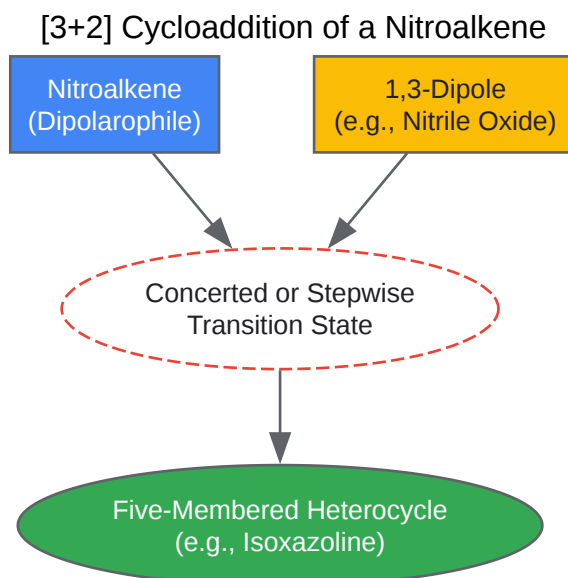 [3+2] Cycloaddition of a Nitroalkene
Nitroalkene
(Dipolarophile)
1,3-Dipole
(e.g., Nitrile Oxide)
Concerted or Stepwise
Transition State
Five-Membered Heterocycle
(e.g., Isoxazoline)